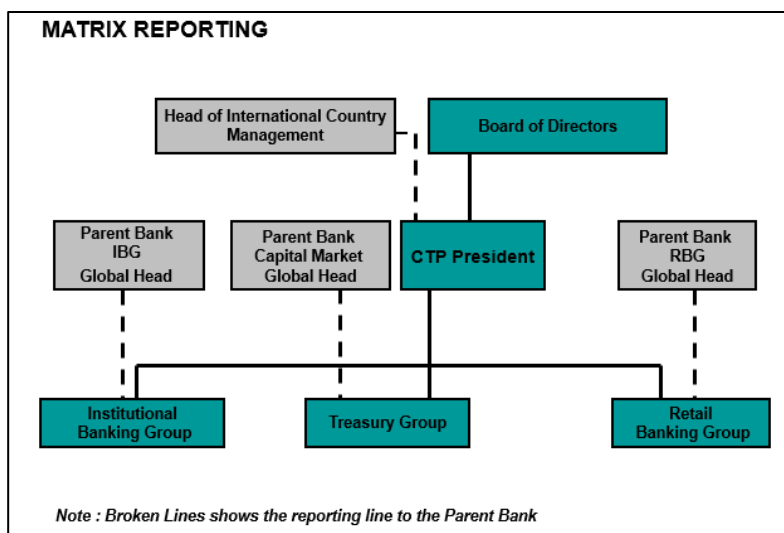 MATRIX REPORTING
Head of International Country
Management
Board of Directors
Parent Bank
IBG
Global Head
Parent Bank
Capital Market
Global Head
CTP President
Parent Bank
RBG
Global Head
Institutional
Banking Group
Treasury Group
Retail
Banking Group
Note : Broken Lines shows the reporting line to the Parent Bank